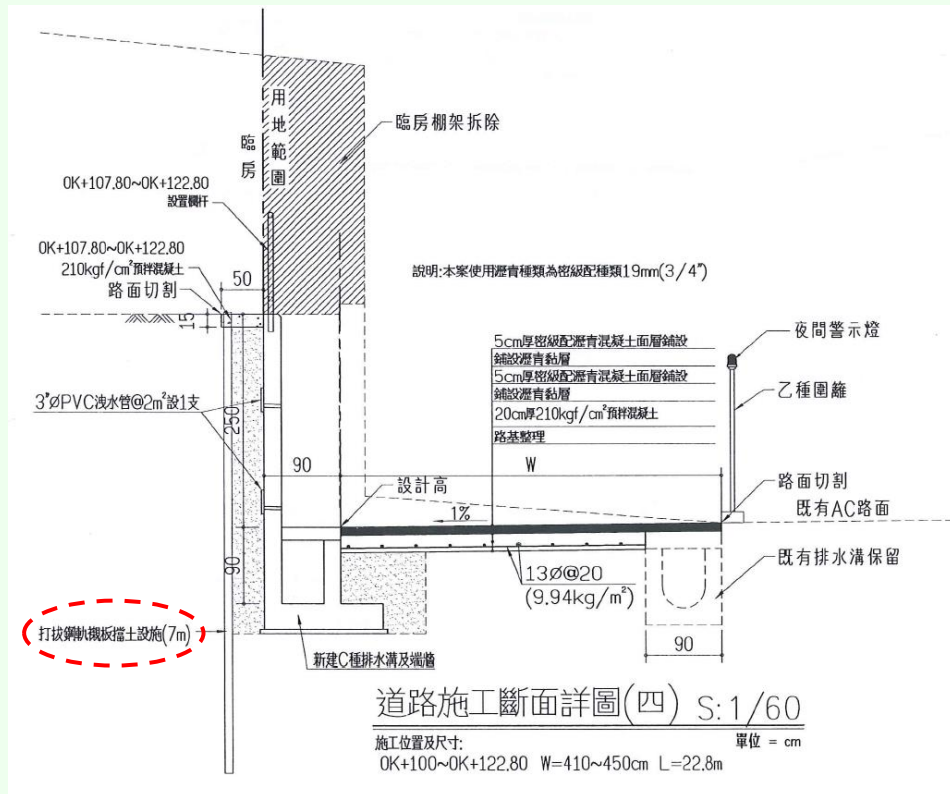 用地範圍
臨房
臨房棚架拆除
0K+107.80~0K+122.80
設置欄杆
0K+107.80~0K+122.80
210kgf/cm²預拌混凝土
路面切割
50
15
說明:本案使用瀝青種類為密級配種類19mm(3/4")
5cm厚密級配瀝青混凝土面層鋪設
鋪設瀝青黏層
5cm厚密級配瀝青混凝土面層鋪設
鋪設瀝青黏層
20cm厚210kgf/cm²預拌混凝土
路基整理
夜間警示燈
乙種圍籬
3"ØPVC洩水管@2m²設1支
250
90
W
設計高
1%
路面切割
既有AC路面
既有排水溝保留
13Ø@20
(9.94kg/m²)
90
90
打拔鋼軌襯板擋土設施(7m)
新建C種排水溝及端牆
道路施工斷面詳圖(四) S:1/60
單位 = cm
施工位置及尺寸:
0K+100~0K+122.80 W=410~450cm L=22.8m